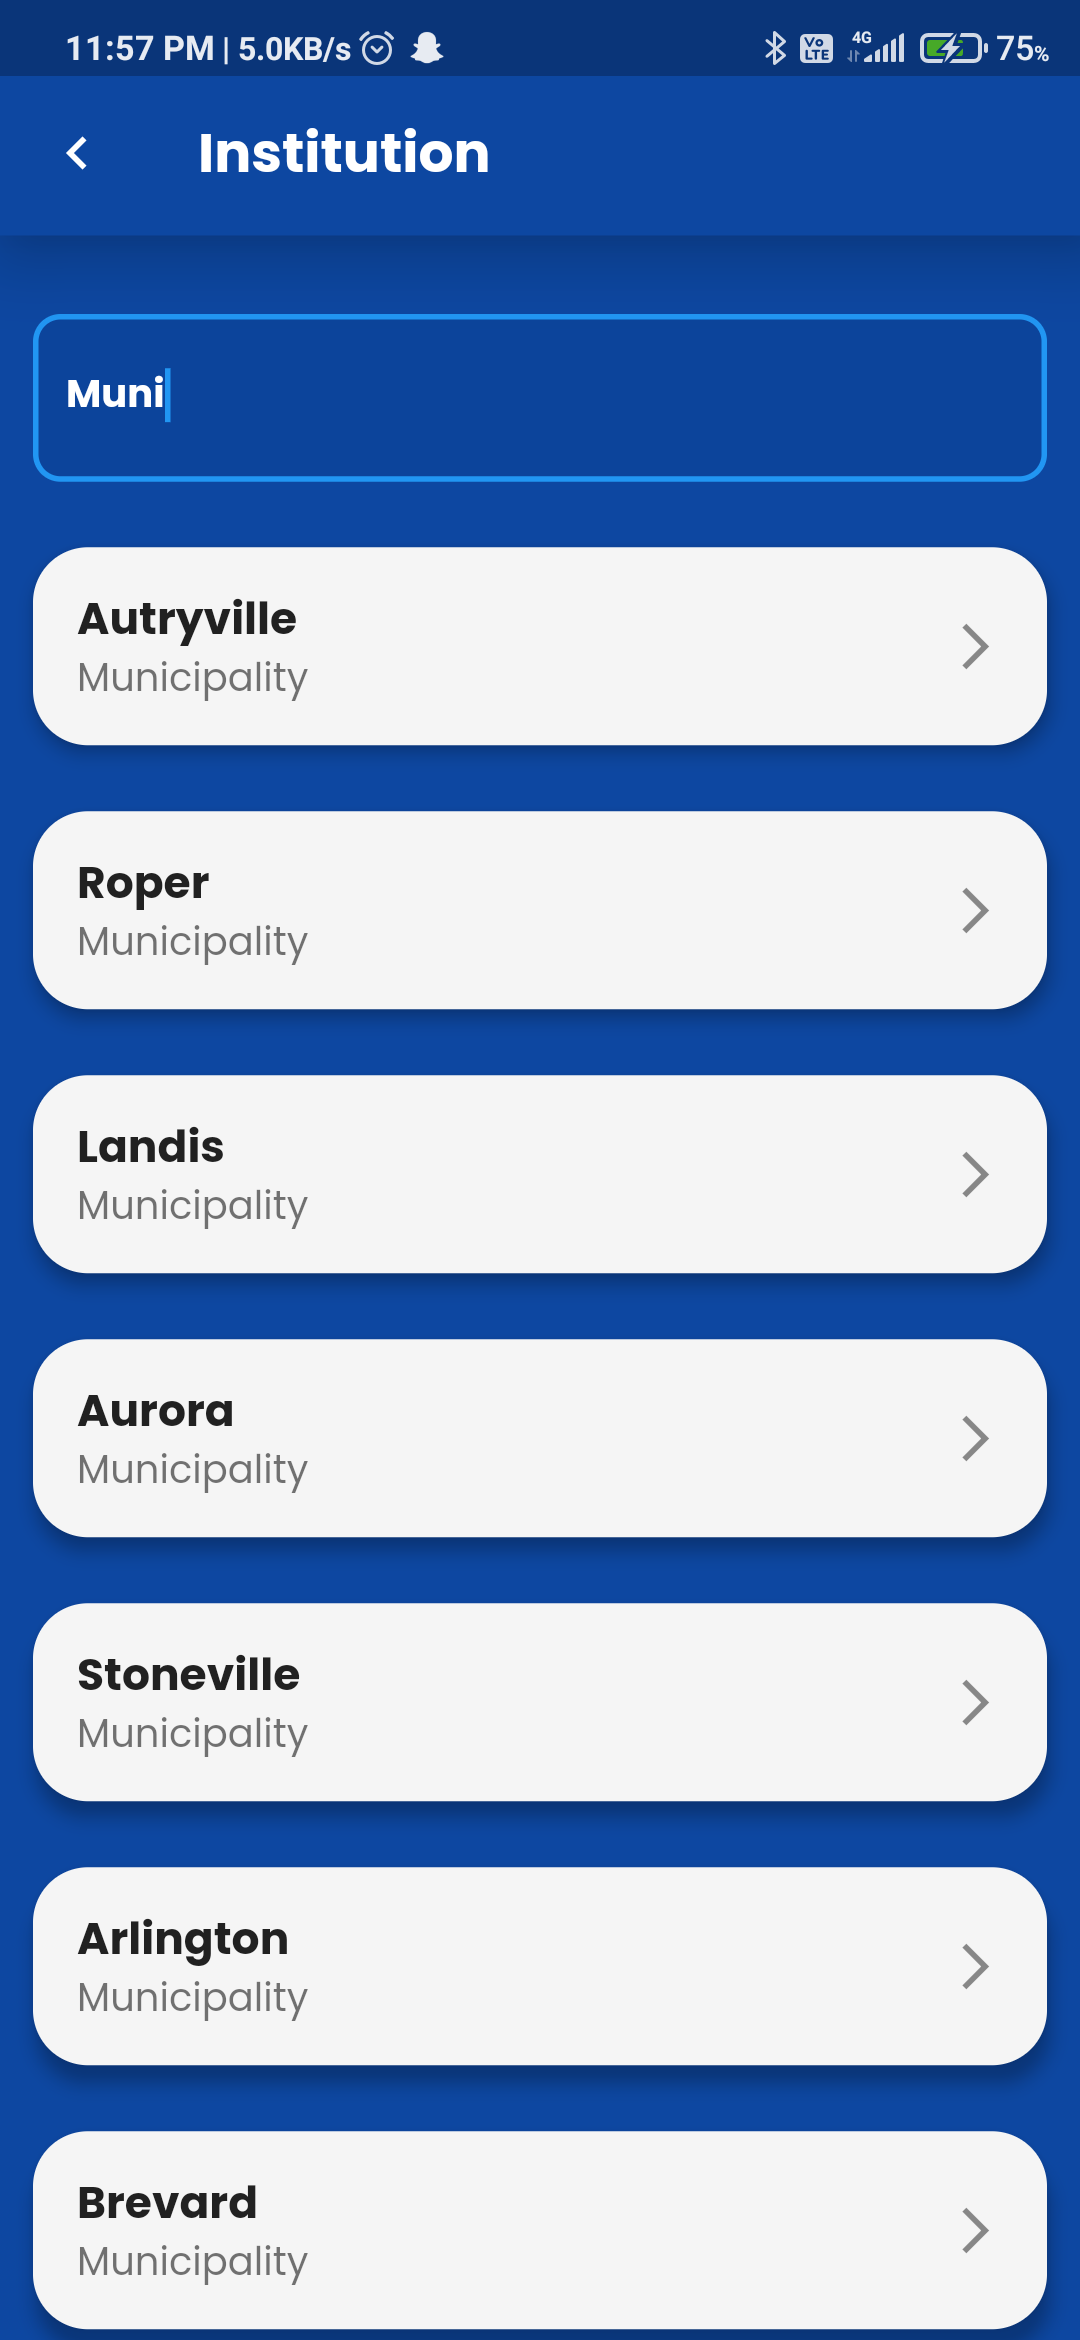 11:57 PM | 5.0KB/s
Vo LTE 4G 75%
Institution
Muni
Autryville
Municipality
Roper
Municipality
Landis
Municipality
Aurora
Municipality
Stoneville
Municipality
Arlington
Municipality
Brevard
Municipality